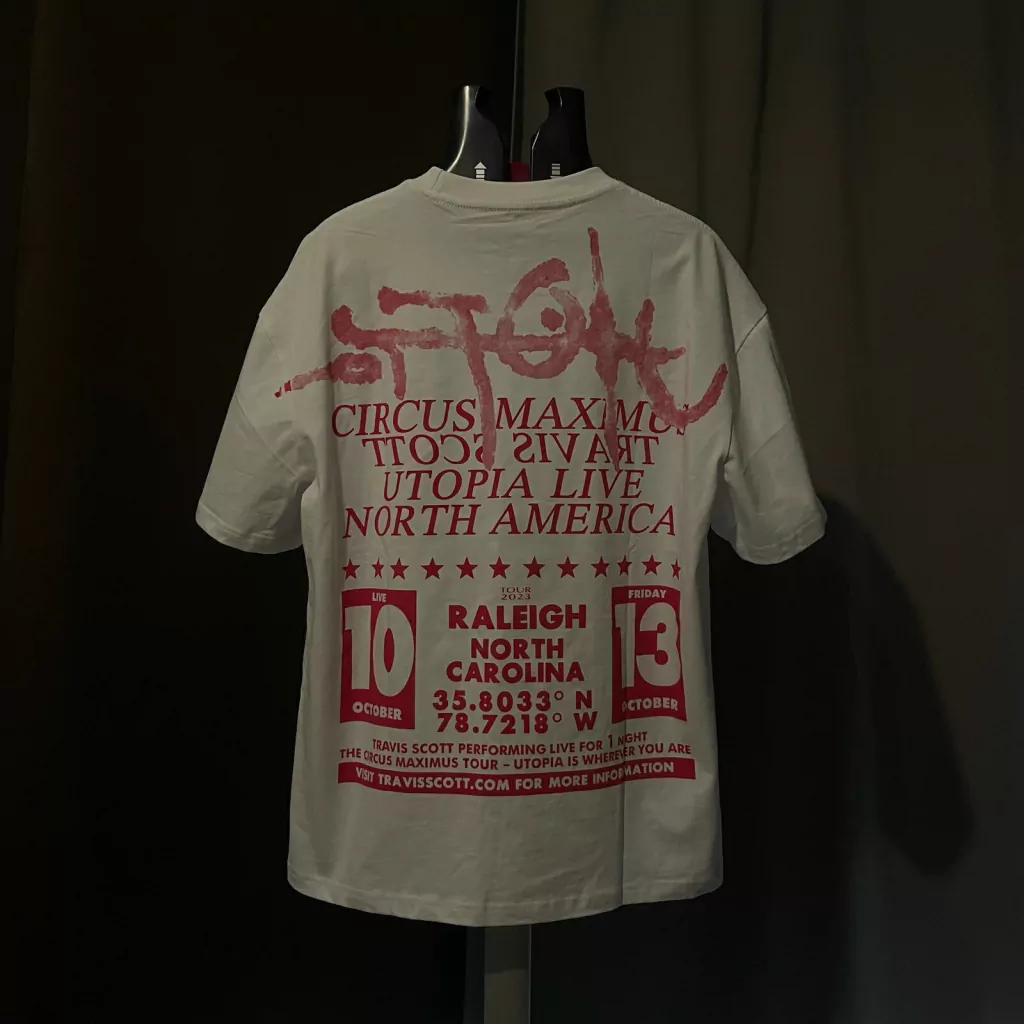 CIRCUS MAXIMUS
TRAVIS SCOTT
UTOPIA LIVE
NORTH AMERICA
LIVE
10
OCTOBER
TOUR
2023
RALEIGH
NORTH
CAROLINA
35.8033° N
78.7218° W
FRIDAY
13
OCTOBER
TRAVIS SCOTT PERFORMING LIVE FOR 1 NIGHT
THE CIRCUS MAXIMUS TOUR – UTOPIA IS WHEREVER YOU ARE
VISIT TRAVISSCOTT.COM FOR MORE INFORMATION